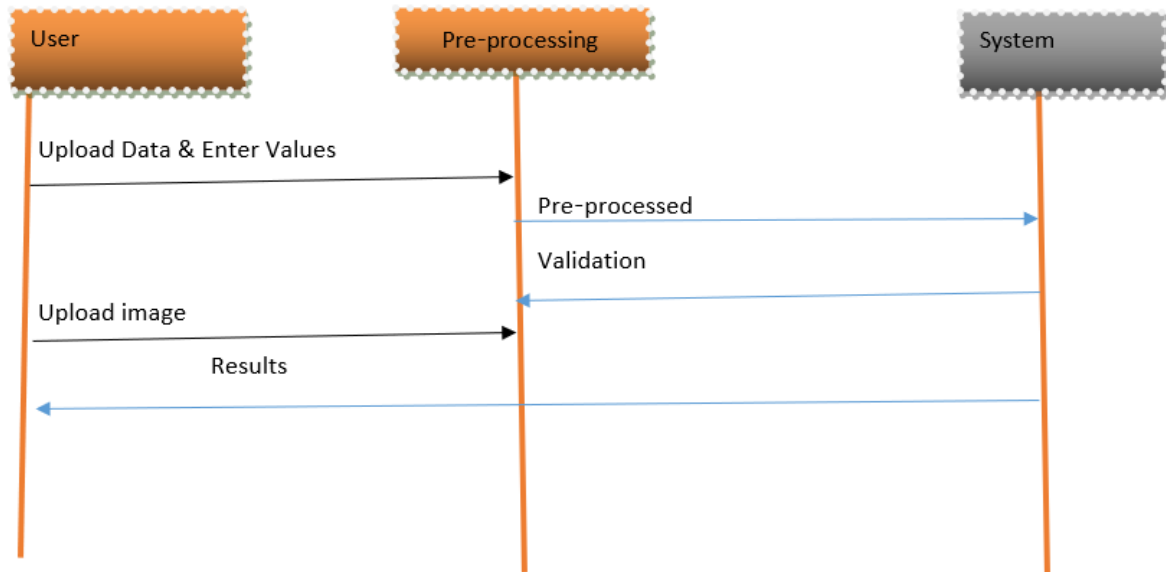 User
Pre-processing
System
Upload Data & Enter Values
Pre-processed
Validation
Upload image
Results